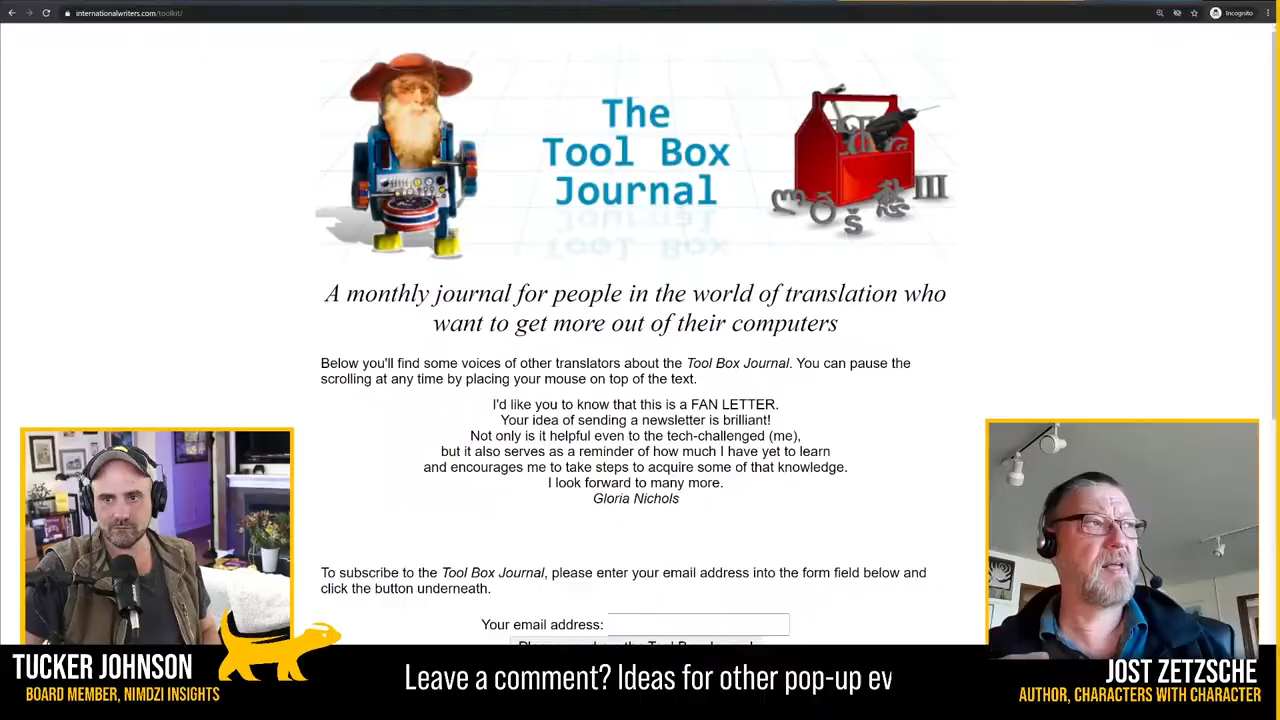 internationalwriters.com/toolkit/
Incognito
The
Tool Box
Journal
A monthly journal for people in the world of translation who
want to get more out of their computers
Below you'll find some voices of other translators about the Tool Box Journal. You can pause the
scrolling at any time by placing your mouse on top of the text.
I'd like you to know that this is a FAN LETTER.
Your idea of sending a newsletter is brilliant!
Not only is it helpful even to the tech-challenged (me),
but it also serves as a reminder of how much I have yet to learn
and encourages me to take steps to acquire some of that knowledge.
I look forward to many more.
Gloria Nichols
To subscribe to the Tool Box Journal, please enter your email address into the form field below and
click the button underneath.
Your email address:
TUCKER JOHNSON
BOARD MEMBER, NIMDZI INSIGHTS
Leave a comment? Ideas for other pop-up ev
JOST ZETZSCHE
AUTHOR, CHARACTERS WITH CHARACTER